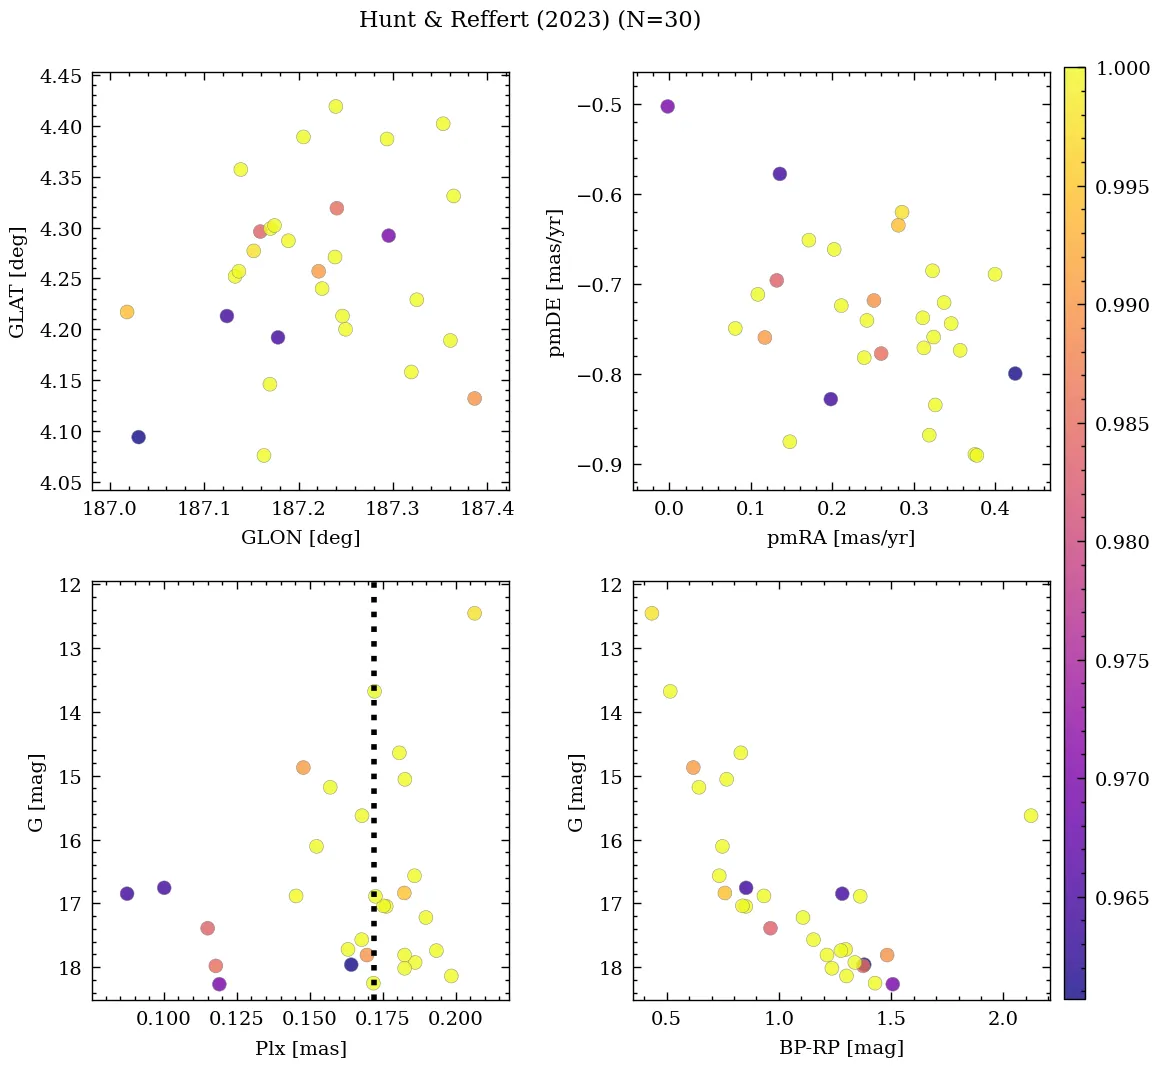 Hunt & Reffert (2023) (N=30)
4.45
4.40
4.35
4.30
4.25
4.20
4.15
4.10
4.05
GLAT [deg]
187.0 187.1 187.2 187.3 187.4
GLON [deg]
−0.5
−0.6
−0.7
−0.8
−0.9
pmDE [mas/yr]
0.0 0.1 0.2 0.3 0.4
pmRA [mas/yr]
12
13
14
15
16
17
18
G [mag]
0.100 0.125 0.150 0.175 0.200
Plx [mas]
12
13
14
15
16
17
18
G [mag]
0.5 1.0 1.5 2.0
BP-RP [mag]
1.000
0.995
0.990
0.985
0.980
0.975
0.970
0.965